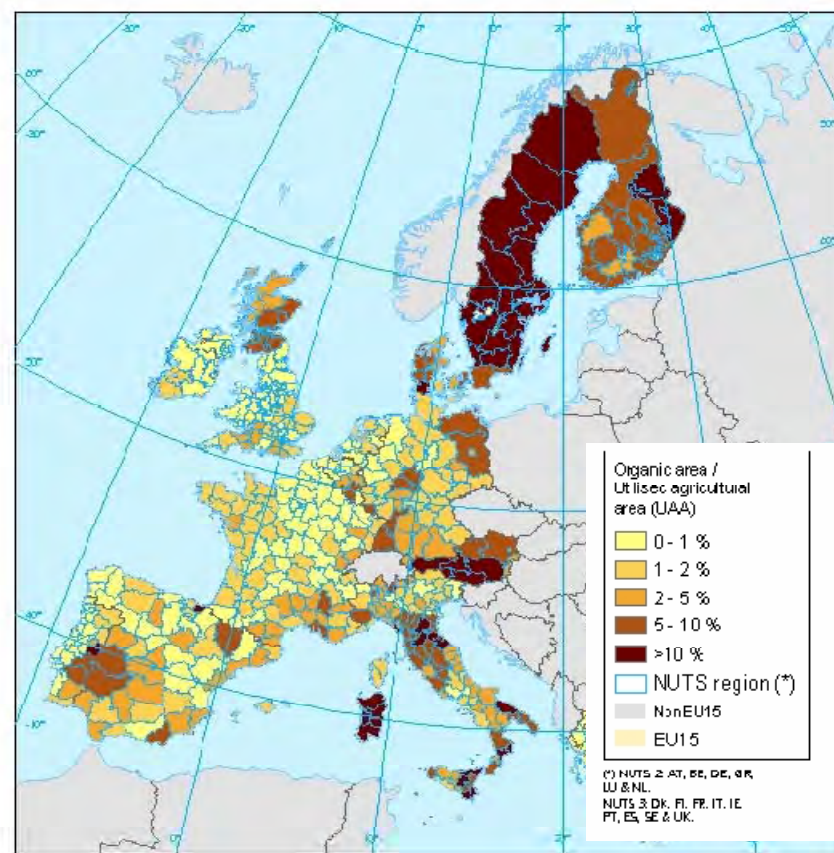 Organic area /
Utilisec agricultural
area (UAA)
0 - 1 %
1 - 2 %
2 - 5 %
5 - 10 %
>10 %
NUTS region (*)
NonEU15
EU15
(*) NUTS 2: AT, BE, DE, GR,
LU & NL.
NUTS 3: DK, FI, FR, IT, IE
PT, ES, SE & UK.